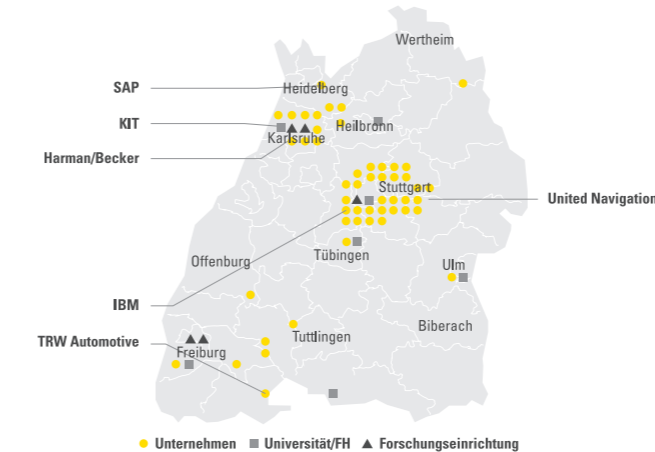 Wertheim
SAP
Heidelberg
KIT
Heilbronn
Karlsruhe
Harman/Becker
Stuttgart
United Navigation
Tübingen
Offenburg
Ulm
IBM
Biberach
TRW Automotive
Tuttlingen
Freiburg
Unternehmen Universität/FH Forschungseinrichtung